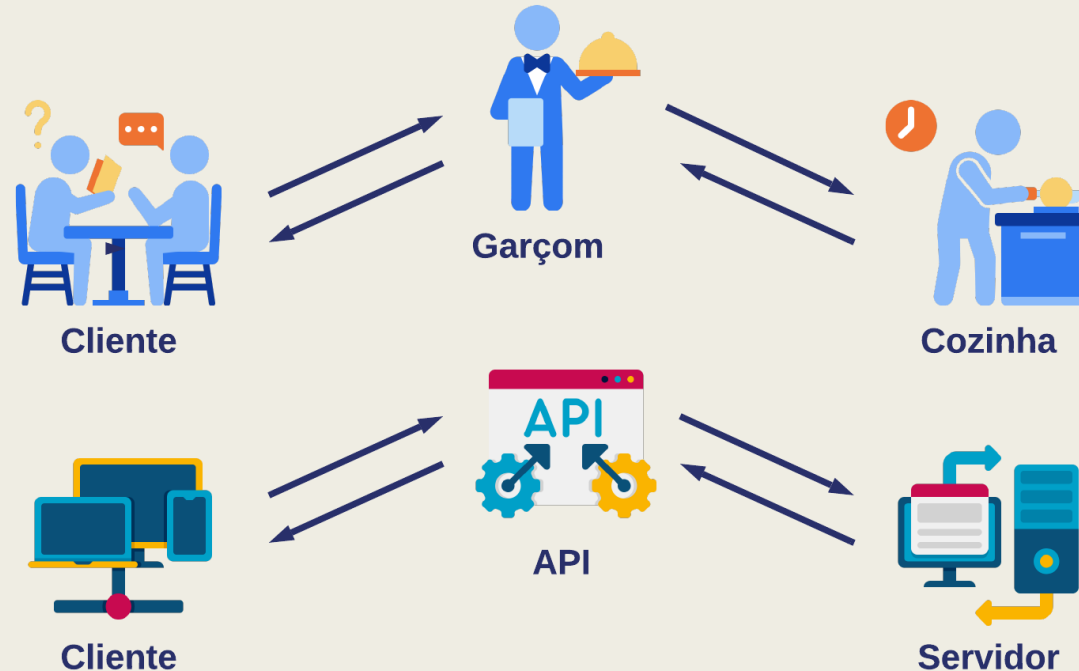 Garçom
Cliente
Cozinha
API
API
Cliente
Servidor